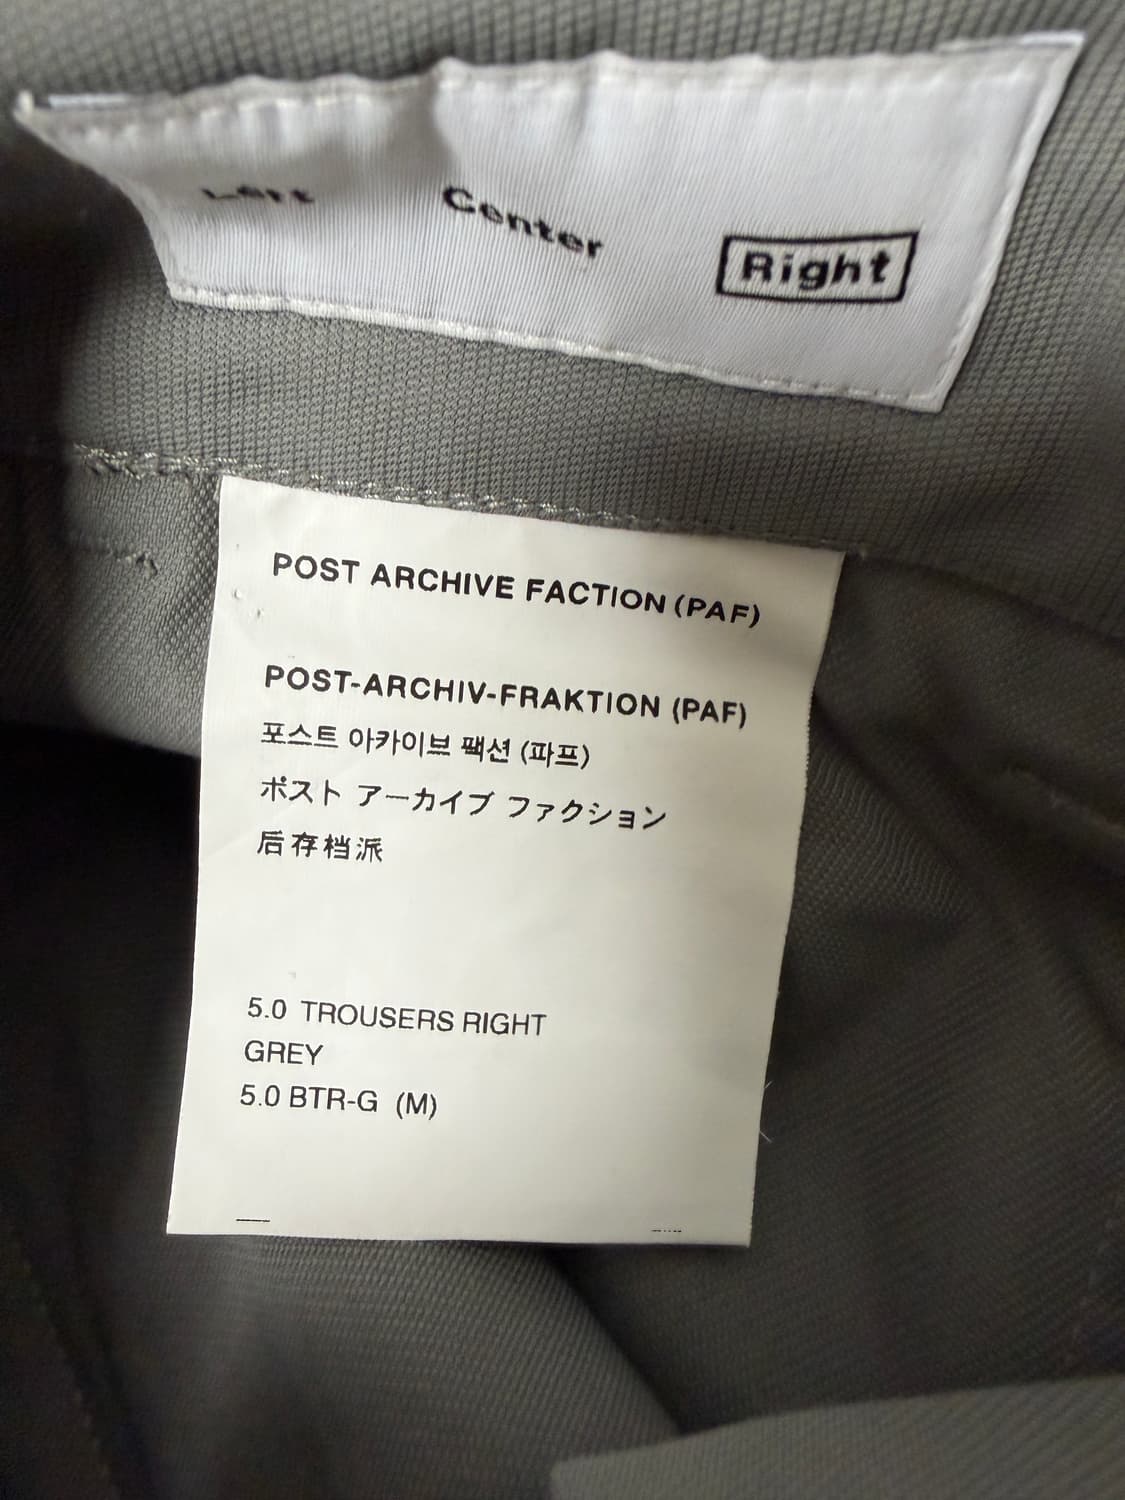 Left Center Right
POST ARCHIVE FACTION (PAF)
POST-ARCHIV-FRAKTION (PAF)
포스트 아카이브 팩션 (파프)
ポスト アーカイブ ファクション
后存档派
5.0 TROUSERS RIGHT
GREY
5.0 BTR-G (M)